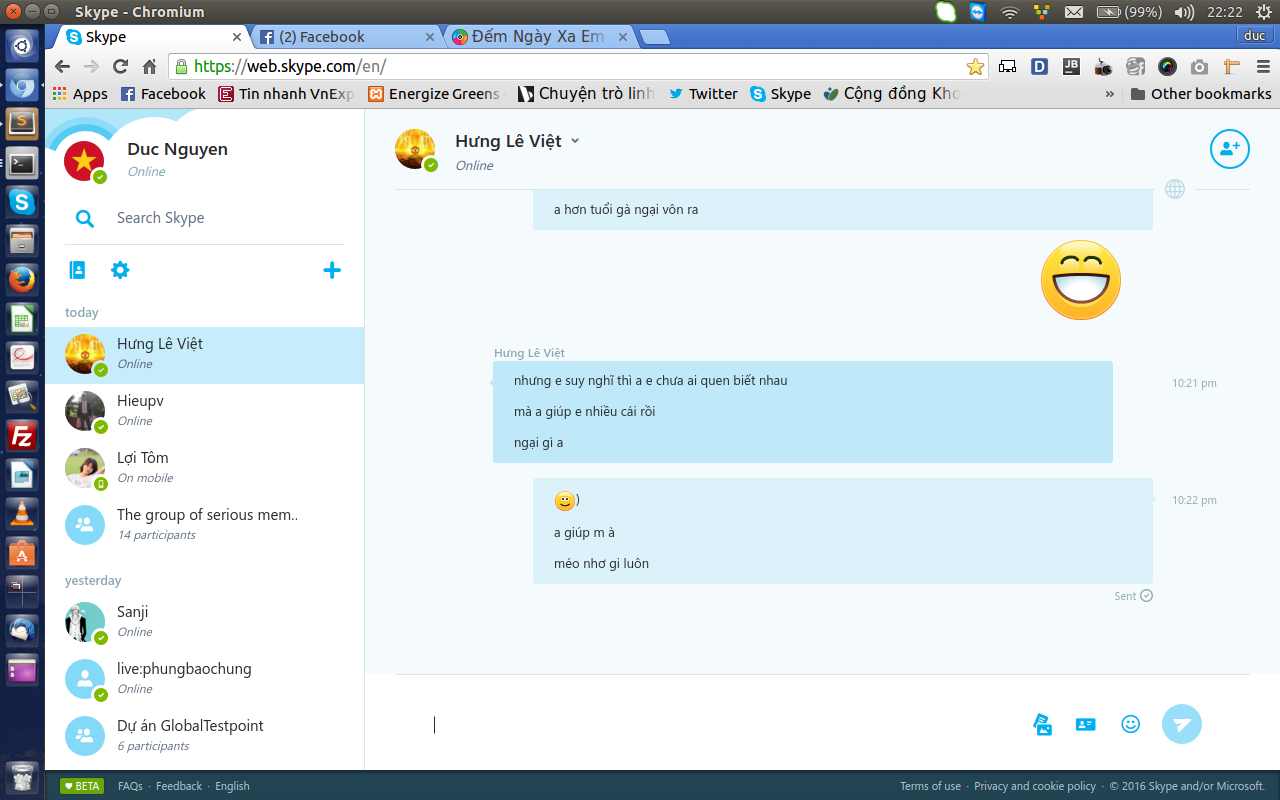 Skype - Chromium
(99%)
22:22
Skype
(2) Facebook
Đếm Ngày Xa Em
duc
https://web.skype.com/en/
Apps
Facebook
Tin nhanh VnExp
Energize Greens
Chuyện trò linh
Twitter
Skype
Cộng đồng Kho
»
Other bookmarks
Duc Nguyen
Online
Search Skype
today
Hưng Lê Việt
Online
Hieupv
Online
Lợi Tôm
On mobile
The group of serious mem..
14 participants
yesterday
Sanji
Online
live:phungbaochung
Online
Dự án GlobalTestpoint
6 participants
Hưng Lê Việt
Online
a hơn tuổi gà ngại vôn ra
Hưng Lê Việt
nhưng e suy nghĩ thì a e chưa ai quen biết nhau
10:21 pm
mà a giúp e nhiều cái rồi
ngại gì a
)
10:22 pm
a giúp m à
méo nhơ gi luôn
Sent
BETA
FAQs · Feedback · English
Terms of use · Privacy and cookie policy · © 2016 Skype and/or Microsoft.